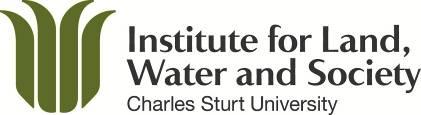 Institute for Land,
Water and Society
Charles Sturt University